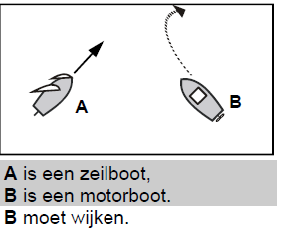 A
B
A is een zeilboot,
B is een motorboot.
B moet wijken.